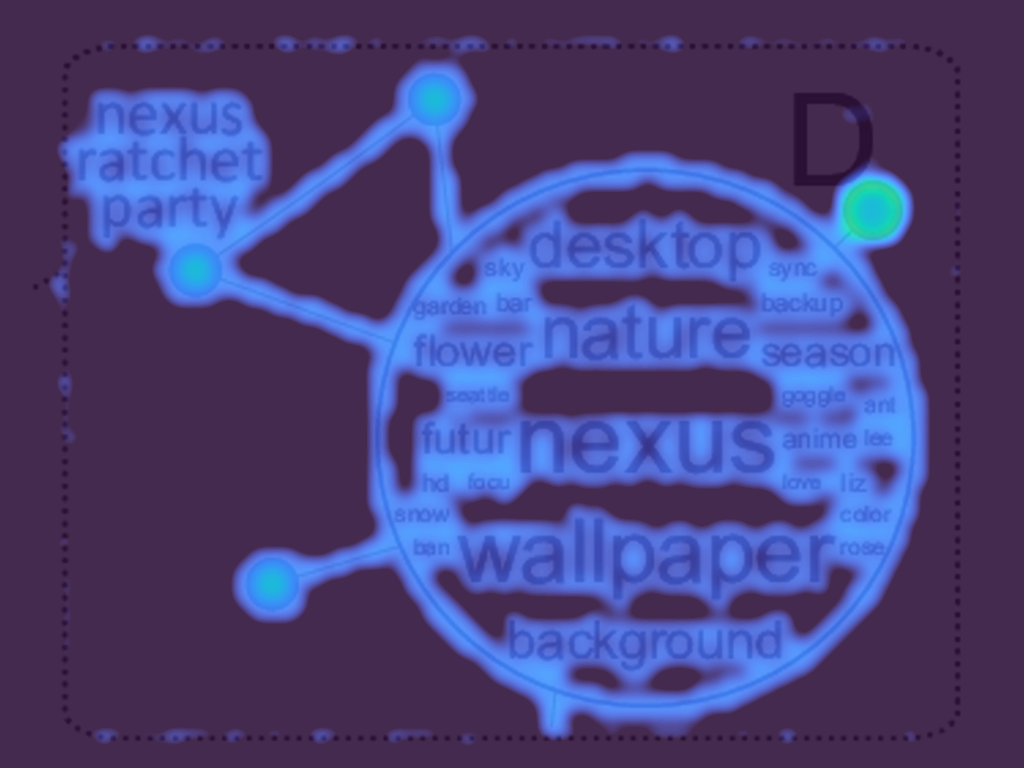 D
nexus
ratchet
party
desktop
sky
sync
garden bar
backup
nature
flower
season
seattle
goggle
ant
futur
nexus
anime lee
hd focu
love liz
snow
color
ban
wallpaper
rose
background